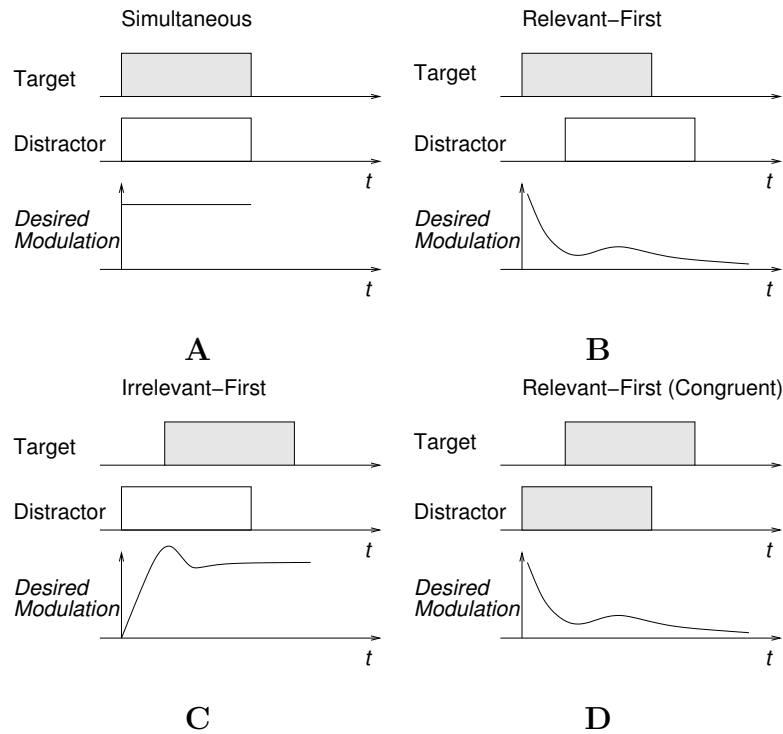 Simultaneous
Target
Distractor
t
Desired
Modulation
t
A
Relevant–First
Target
Distractor
t
Desired
Modulation
t
B
Irrelevant–First
Target
Distractor
t
Desired
Modulation
t
C
Relevant–First (Congruent)
Target
Distractor
t
Desired
Modulation
t
D